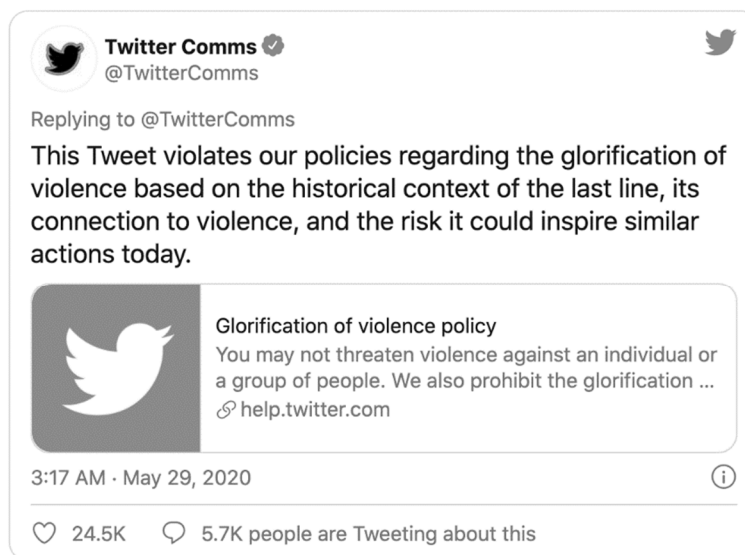 Twitter Comms
@TwitterComms
Replying to @TwitterComms
This Tweet violates our policies regarding the glorification of
violence based on the historical context of the last line, its
connection to violence, and the risk it could inspire similar
actions today.
Glorification of violence policy
You may not threaten violence against an individual or
a group of people. We also prohibit the glorification ...
help.twitter.com
3:17 AM · May 29, 2020
24.5K 5.7K people are Tweeting about this